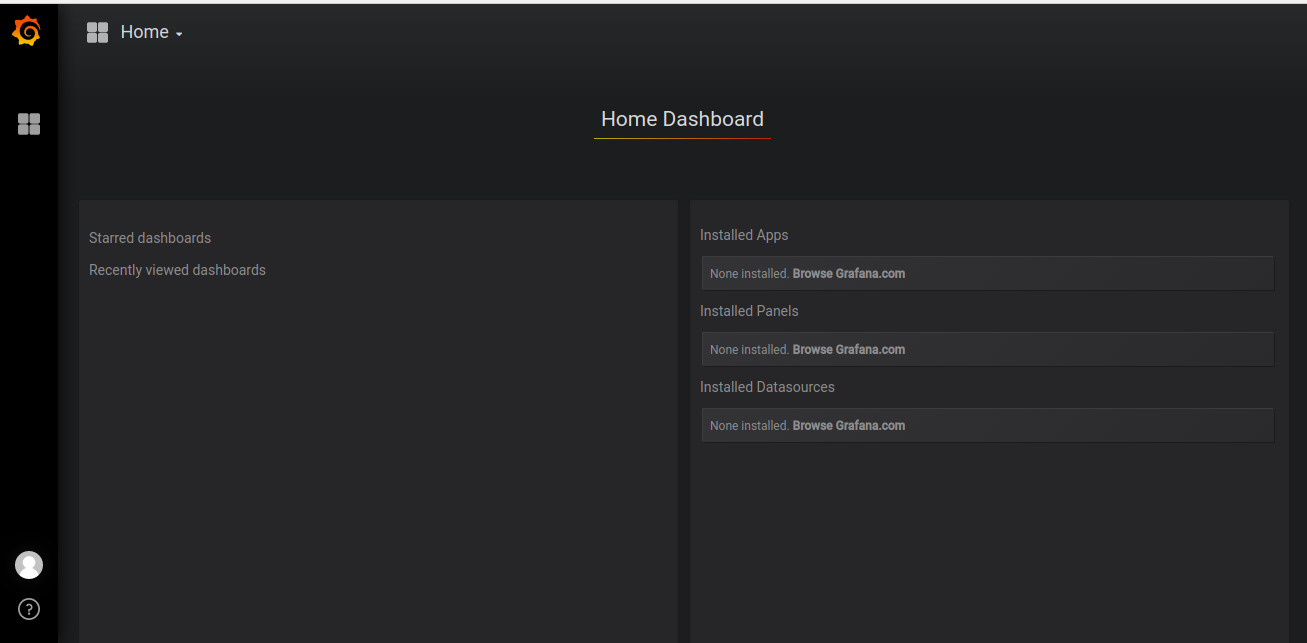 Home
Home Dashboard
Starred dashboards
Recently viewed dashboards
Installed Apps
None installed. Browse Grafana.com
Installed Panels
None installed. Browse Grafana.com
Installed Datasources
None installed. Browse Grafana.com
?